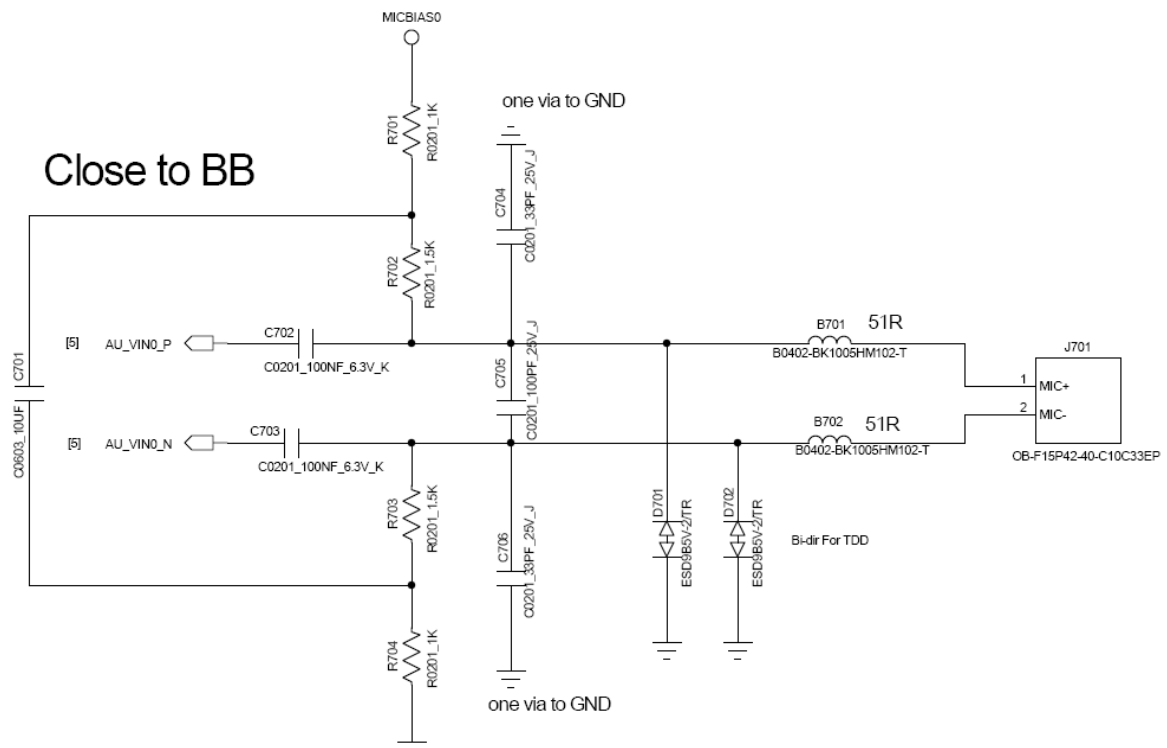 MICBIAS0
one via to GND
R701
R0201_1K
Close to BB
C704
C0201_33PF_25V_J
R702
R0201_1.5K
[5] AU_VIN0_P
C702
C0201_100NF_6.3V_K
C705
C0201_100PF_25V_J
B701 51R
B0402-BK1005HM102-T
J701
1 MIC+
2 MIC-
OB-F15P42-40-C10C33EP
C701
C0603_10UF
[5] AU_VIN0_N
C703
C0201_100NF_6.3V_K
B702 51R
B0402-BK1005HM102-T
R703
R0201_1.5K
C706
C0201_33PF_25V_J
D701
ESD9B5V-2/TR
D702
ESD9B5V-2/TR
Bi-dir For TDD
R704
R0201_1K
one via to GND